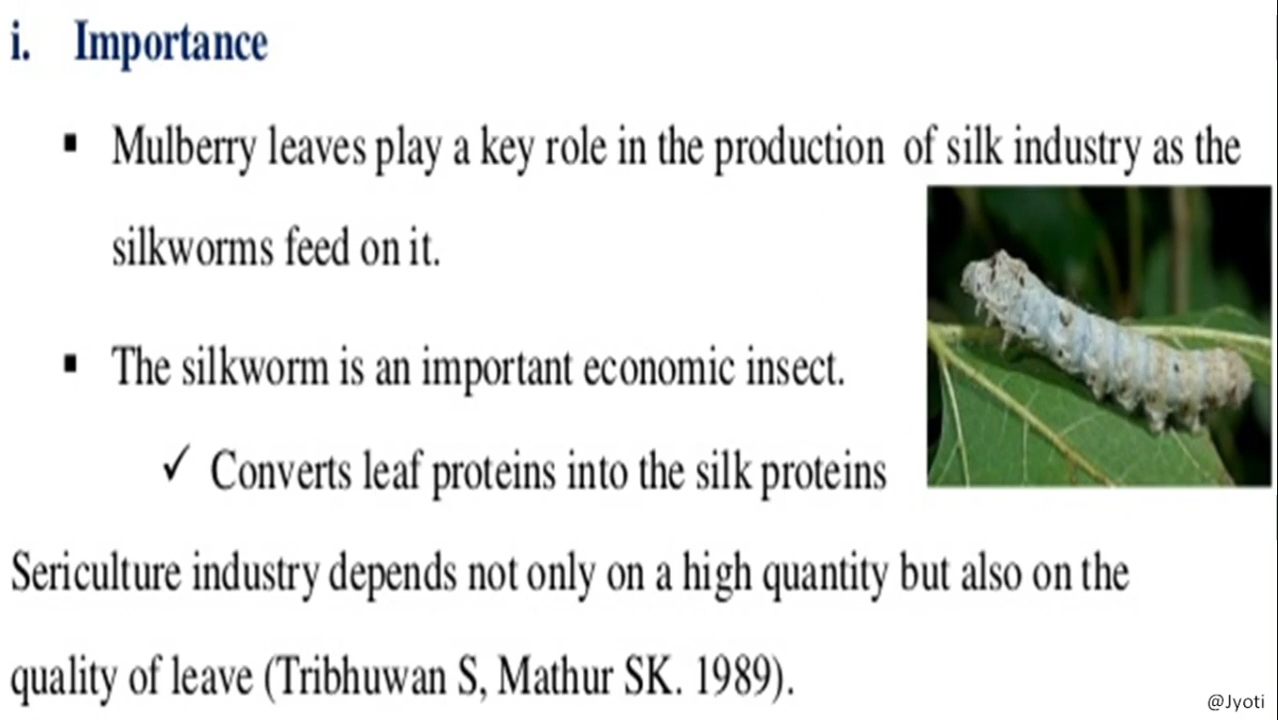 i. Importance
▪ Mulberry leaves play a key role in the production of silk industry as the
silkworms feed on it.
▪ The silkworm is an important economic insect.
✓ Converts leaf proteins into the silk proteins
Sericulture industry depends not only on a high quantity but also on the
quality of leave (Tribhuwan S, Mathur SK. 1989).
@Jyoti